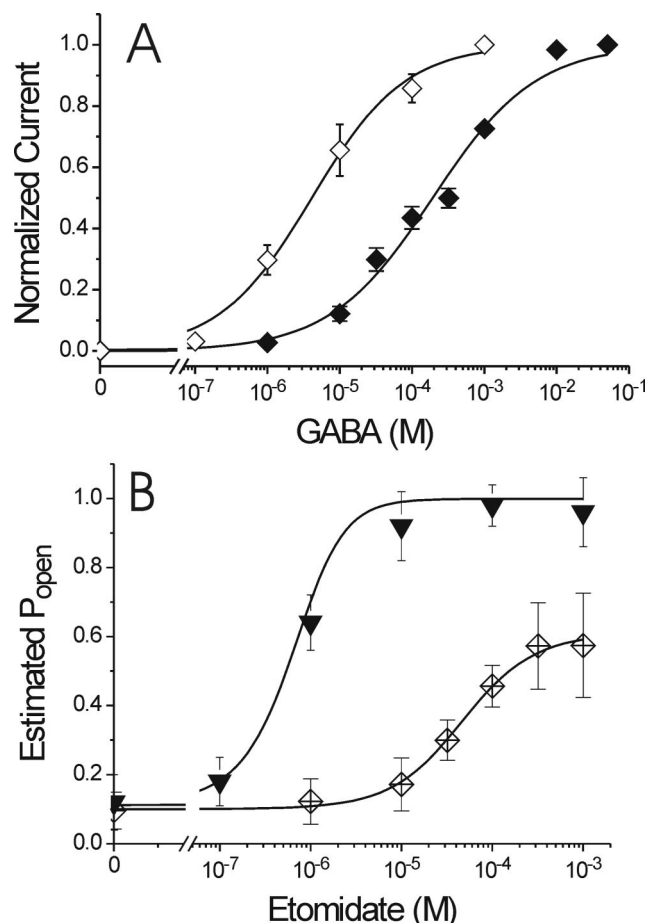 A
Normalized Current
1.0
0.8
0.6
0.4
0.2
0.0
0 10⁻⁷ 10⁻⁶ 10⁻⁵ 10⁻⁴ 10⁻³ 10⁻² 10⁻¹
GABA (M)
B
Estimated Pₒₚₑₙ
1.0
0.8
0.6
0.4
0.2
0.0
0 10⁻⁷ 10⁻⁶ 10⁻⁵ 10⁻⁴ 10⁻³
Etomidate (M)